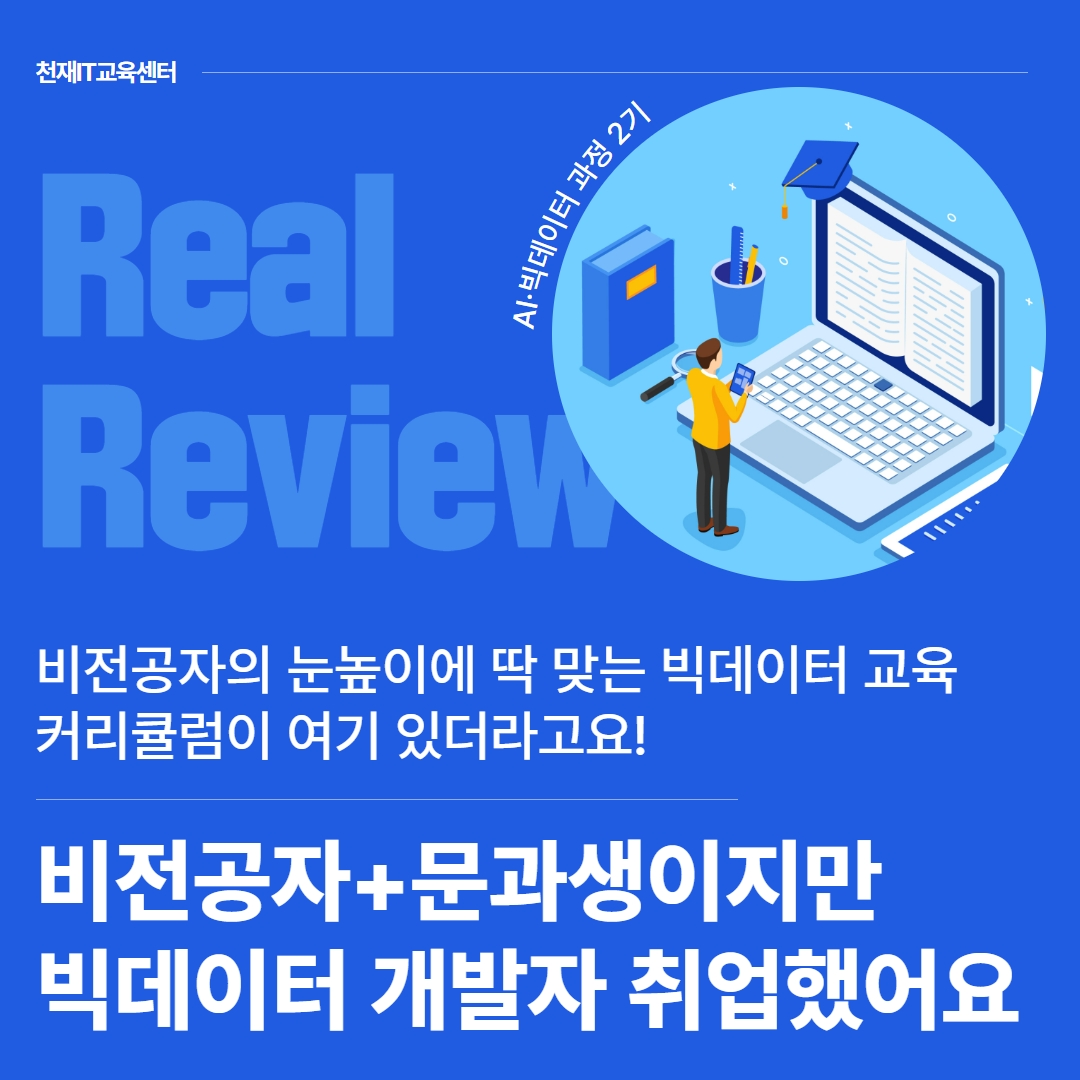 천재IT교육센터
AI·빅데이터 과정 2기
Real
Review
비전공자의 눈높이에 딱 맞는 빅데이터 교육
커리큘럼이 여기 있더라고요!
비전공자+문과생이지만
빅데이터 개발자 취업했어요